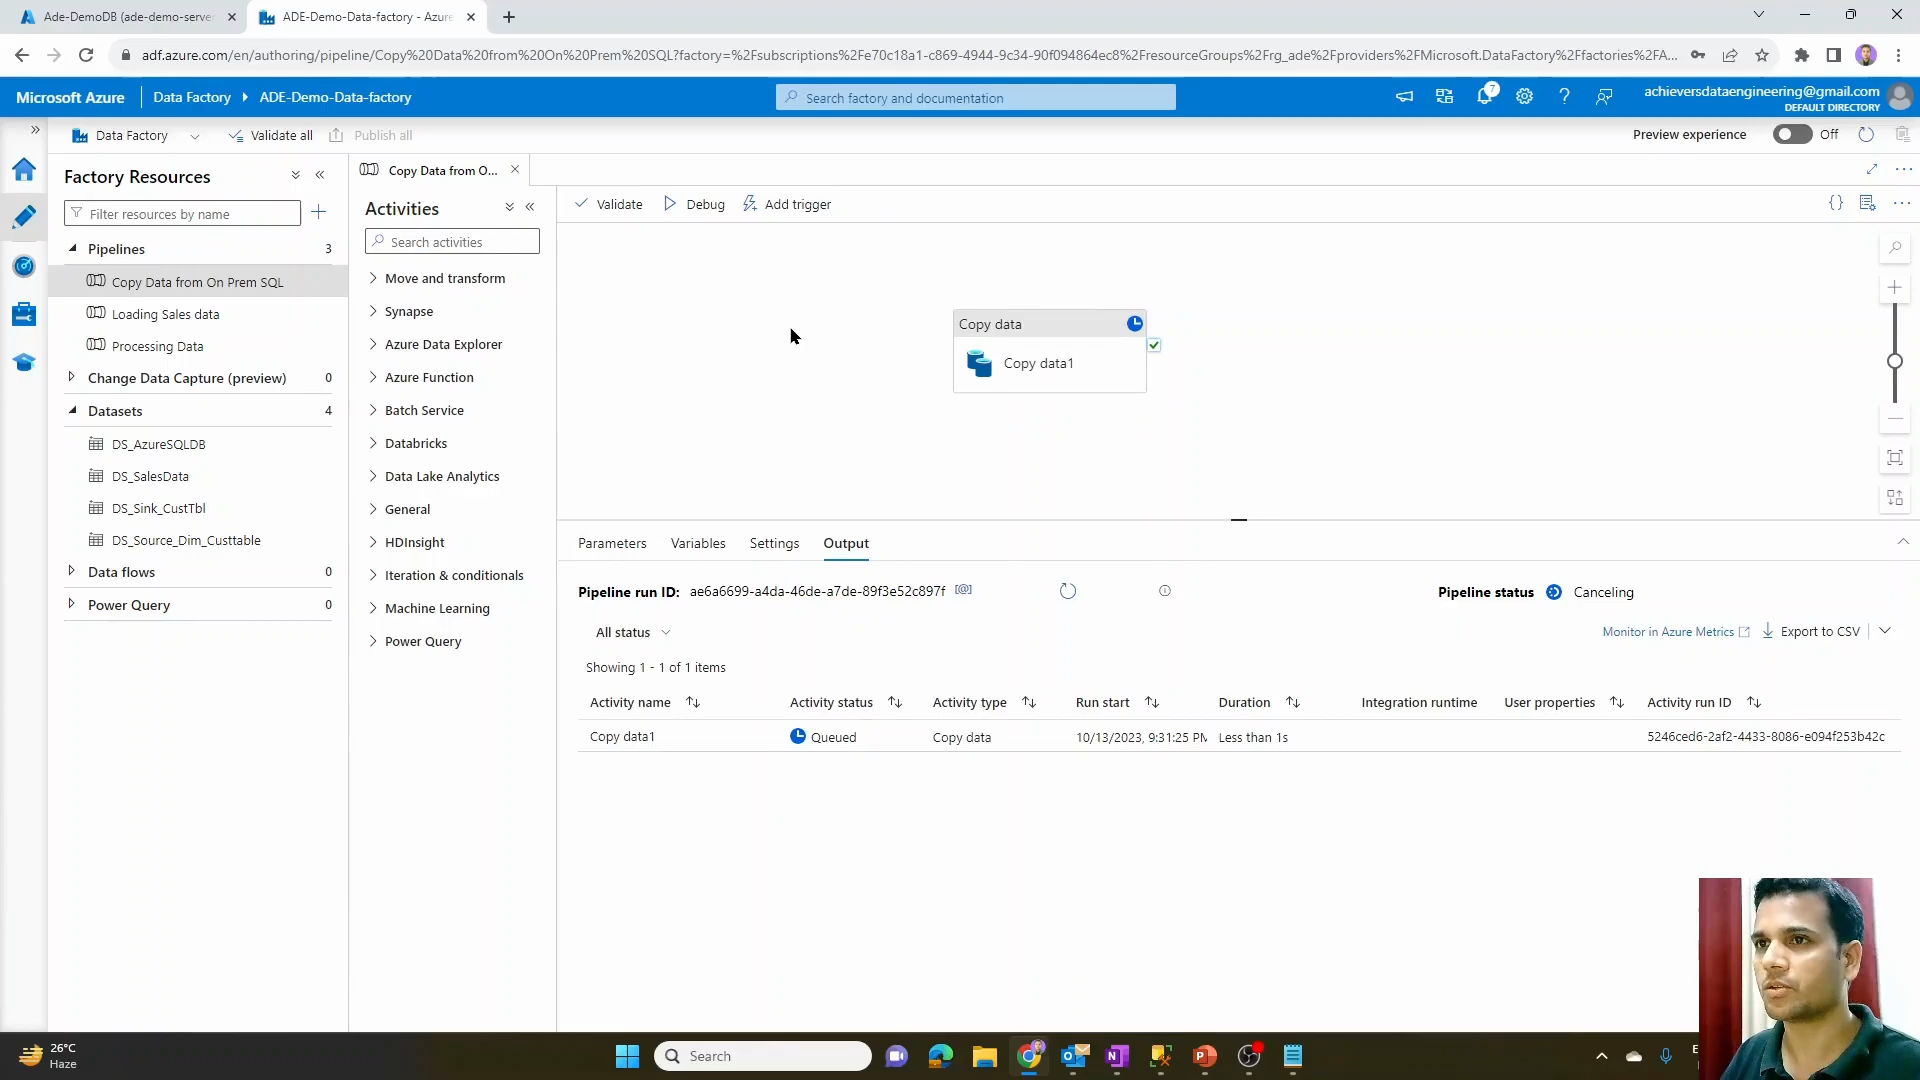 Ade-DemoDB (ade-demo-server
ADE-Demo-Data-factory - Azure
adf.azure.com/en/authoring/pipeline/Copy%20Data%20from%20On%20Prem%20SQL?factory=%2Fsubscriptions%2Fe70c18a1-c869-4944-9c34-90f094864ec8%2FresourceGroups%2Frg_ade%2Fproviders%2FMicrosoft.DataFactory%2Ffactories%2FA...
Microsoft Azure
Data Factory
ADE-Demo-Data-factory
Search factory and documentation
7
achieversdataengineering@gmail.com
DEFAULT DIRECTORY
Data Factory
Validate all
Publish all
Preview experience
Off
Factory Resources
Filter resources by name
Pipelines 3
Copy Data from On Prem SQL
Loading Sales data
Processing Data
Change Data Capture (preview) 0
Datasets 4
DS_AzureSQLDB
DS_SalesData
DS_Sink_CustTbl
DS_Source_Dim_Custtable
Data flows 0
Power Query 0
Copy Data from O...
Activities
Search activities
Move and transform
Synapse
Azure Data Explorer
Azure Function
Batch Service
Databricks
Data Lake Analytics
General
HDInsight
Iteration & conditionals
Machine Learning
Power Query
Validate
Debug
Add trigger
Copy data
Copy data1
Parameters
Variables
Settings
Output
Pipeline run ID: ae6a6699-a4da-46de-a7de-89f3e52c897f
Pipeline status Canceling
All status
Monitor in Azure Metrics
Export to CSV
Showing 1 - 1 of 1 items
Activity name Activity status Activity type Run start Duration Integration runtime User properties Activity run ID
Copy data1 Queued Copy data 10/13/2023, 9:31:25 PM Less than 1s 5246ced6-2af2-4433-8086-e094f253b42c
26°C
Haze
Search